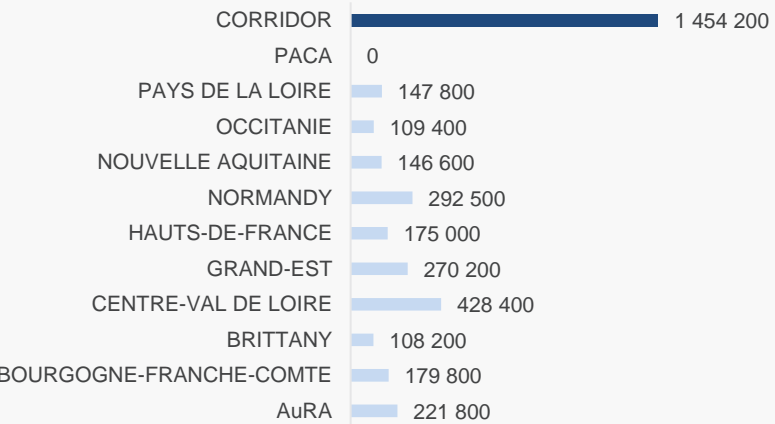 CORRIDOR 1 454 200
PACA 0
PAYS DE LA LOIRE 147 800
OCCITANIE 109 400
NOUVELLE AQUITAINE 146 600
NORMANDY 292 500
HAUTS-DE-FRANCE 175 000
GRAND-EST 270 200
CENTRE-VAL DE LOIRE 428 400
BRITTANY 108 200
BOURGOGNE-FRANCHE-COMTE 179 800
AuRA 221 800